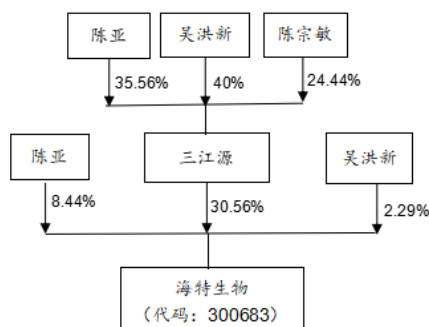 陈亚
吴洪新
陈宗敏
35.56%
40%
24.44%
陈亚
三江源
吴洪新
8.44%
30.56%
2.29%
海特生物
（代码：300683）